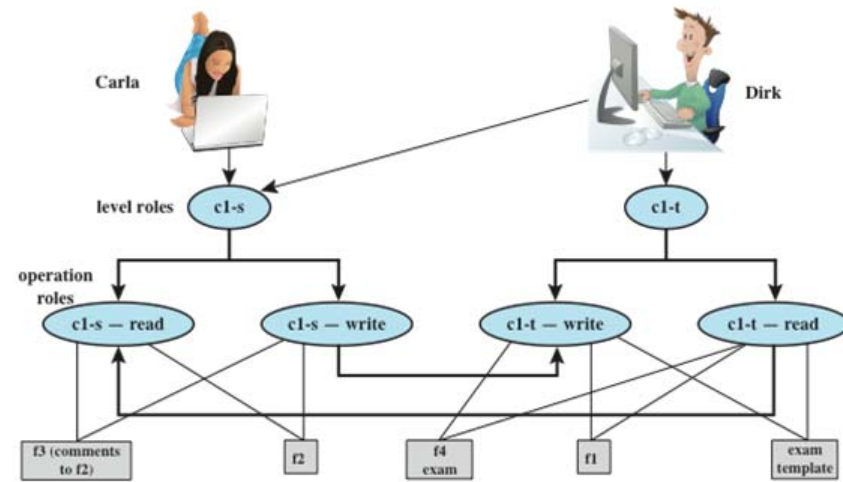 Carla
Dirk
level roles
c1-s
c1-t
operation
roles
c1-s — read
c1-s — write
c1-t — write
c1-t — read
f3 (comments
to f2)
f2
f4
exam
f1
exam
template